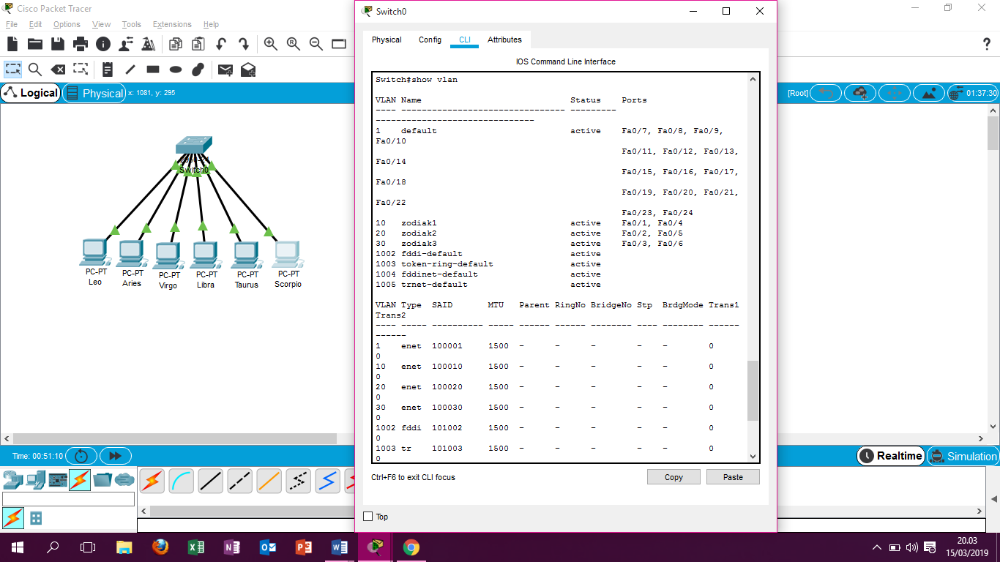 Cisco Packet Tracer
File Edit Options View Tools Extensions Help
Logical Physical x: 1081, y: 295
Switch0
PC-PT
Leo
PC-PT
Aries
PC-PT
Virgo
PC-PT
Libra
PC-PT
Taurus
PC-PT
Scorpio
Time: 00:51:10
Switch0
Physical Config CLI Attributes
IOS Command Line Interface
Switch#show vlan
VLAN Name Status Ports
---- -------------------------------- ---------
-------------------------------
1 default active Fa0/7, Fa0/8, Fa0/9,
Fa0/10
Fa0/11, Fa0/12, Fa0/13,
Fa0/14
Fa0/15, Fa0/16, Fa0/17,
Fa0/18
Fa0/19, Fa0/20, Fa0/21,
Fa0/22
Fa0/23, Fa0/24
10 zodiak1 active Fa0/1, Fa0/4
20 zodiak2 active Fa0/2, Fa0/5
30 zodiak3 active Fa0/3, Fa0/6
1002 fddi-default active
1003 token-ring-default active
1004 fddinet-default active
1005 trnet-default active
VLAN Type SAID MTU Parent RingNo BridgeNo Stp BrdgMode Trans1
Trans2
---- ----- ---------- ----- ------ ------ -------- ---- -------- ------
------
1 enet 100001 1500 - - - - - 0
0
10 enet 100010 1500 - - - - - 0
0
20 enet 100020 1500 - - - - - 0
0
30 enet 100030 1500 - - - - - 0
0
1002 fddi 101002 1500 - - - - - 0
0
1003 tr 101003 1500 - - - - - 0
0
Ctrl+F6 to exit CLI focus
Copy Paste
Top
?
[Root] 01:37:30
Realtime Simulation
20.03
15/03/2019